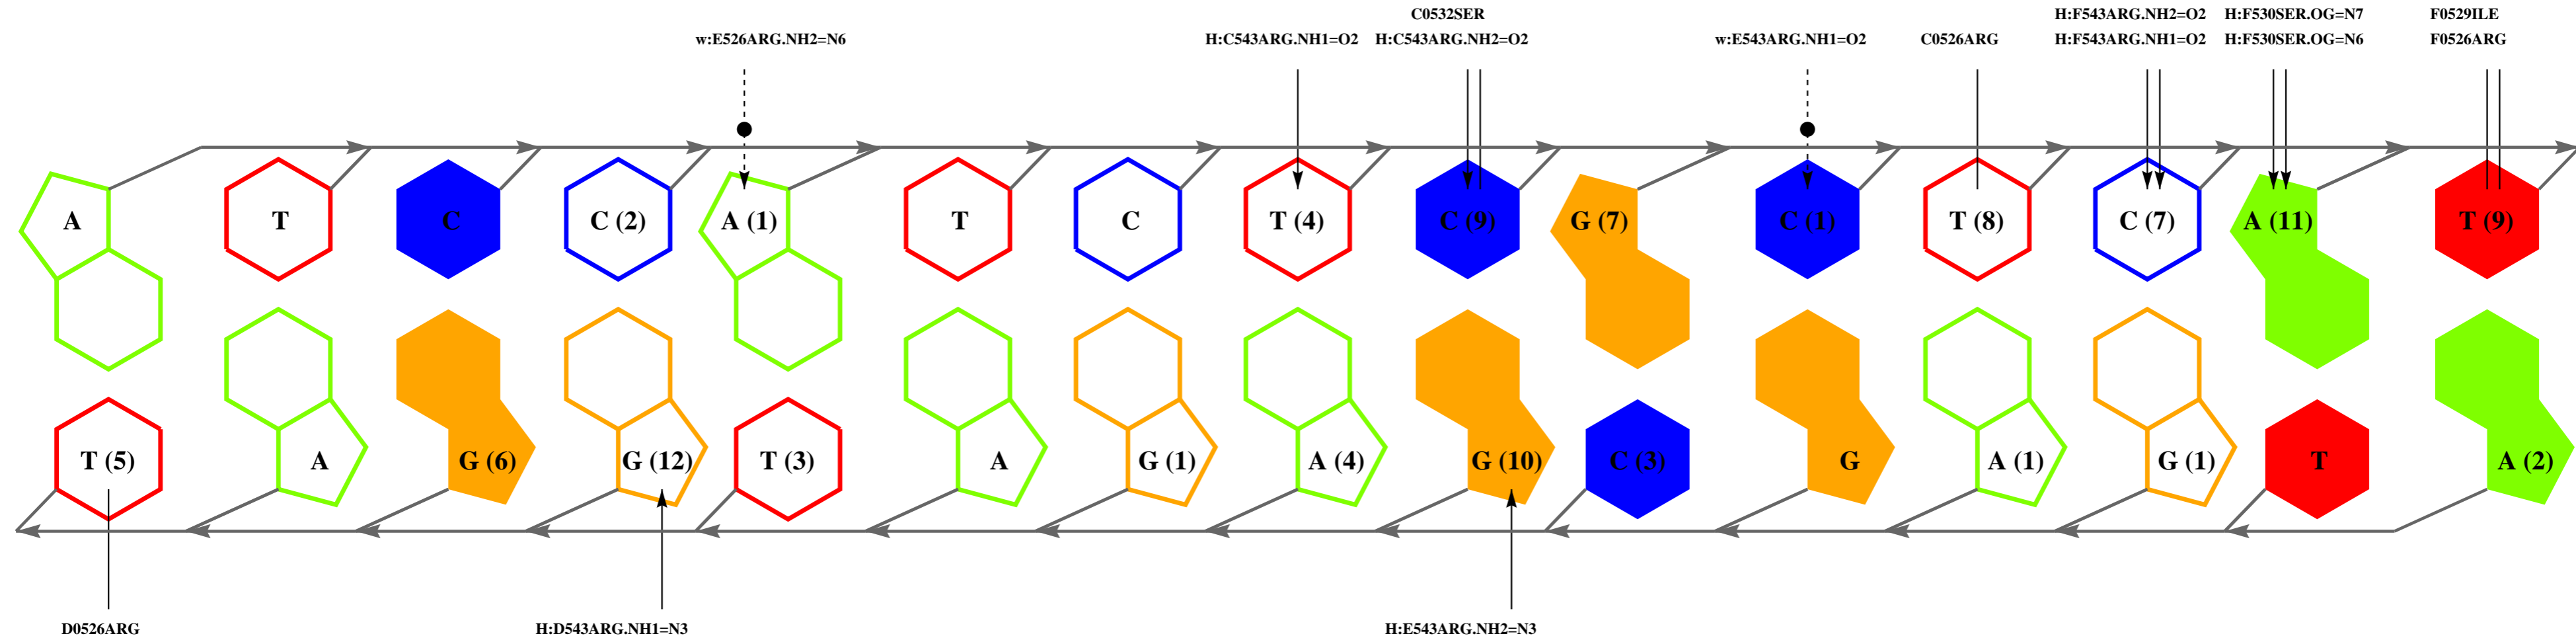 C0532SER H:F543ARG.NH2=O2 H:F530SER.OG=N7 F0529ILE
w:E526ARG.NH2=N6 H:C543ARG.NH1=O2 H:C543ARG.NH2=O2 w:E543ARG.NH1=O2 C0526ARG H:F543ARG.NH1=O2 H:F530SER.OG=N6 F0526ARG
A T C C (2) A (1) T C T (4) C (9) G (7) C (1) T (8) C (7) A (11) T (9)
T (5) A G (6) G (12) T (3) A G (1) A (4) G (10) C (3) G A (1) G (1) T A (2)
D0526ARG H:D543ARG.NH1=N3 H:E543ARG.NH2=N3